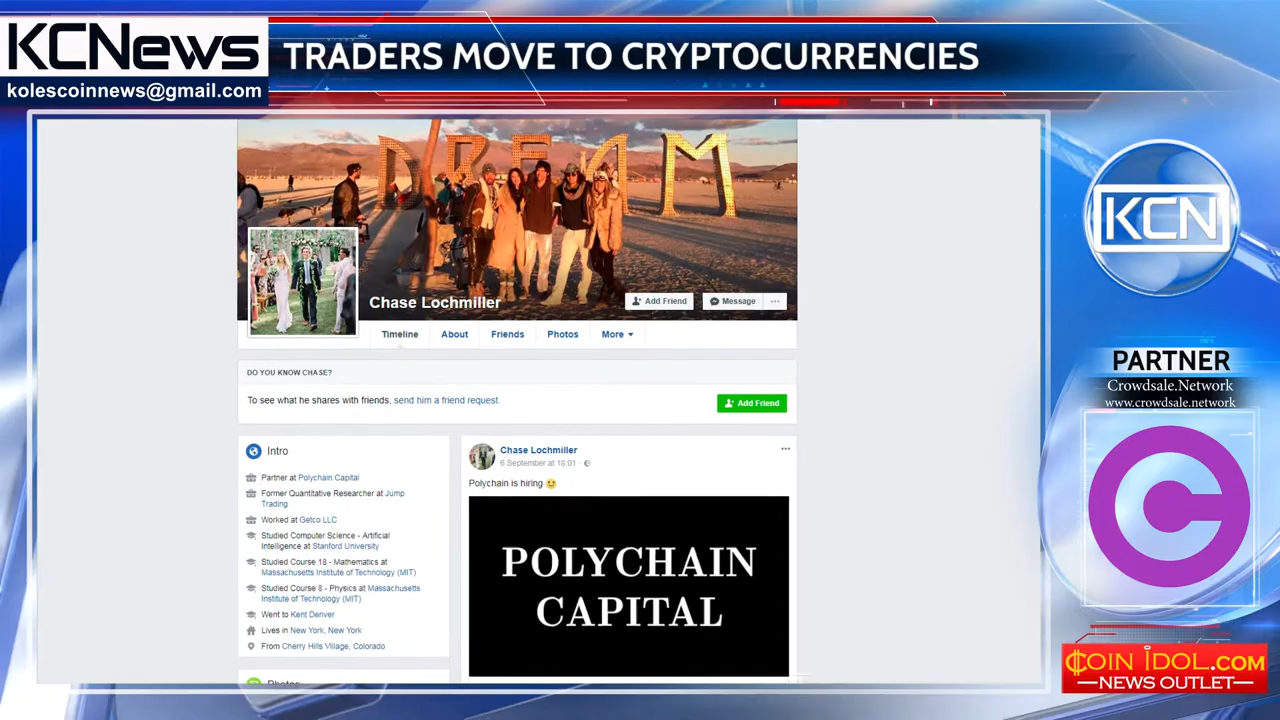 KCNews
kolescoinnews@gmail.com
TRADERS MOVE TO CRYPTOCURRENCIES
DREAM
Chase Lochmiller
Add Friend
Message
Timeline
About
Friends
Photos
More
DO YOU KNOW CHASE?
To see what he shares with friends, send him a friend request.
Add Friend
Intro
Partner at Polychain Capital
Former Quantitative Researcher at Jump
Trading
Worked at Getco LLC
Studied Computer Science - Artificial
Intelligence at Stanford University
Studied Course 18 - Mathematics at
Massachusetts Institute of Technology (MIT)
Studied Course 8 - Physics at Massachusetts
Institute of Technology (MIT)
Went to Kent Denver
Lives in New York, New York
From Cherry Hills Village, Colorado
Photos
Chase Lochmiller
6 September at 18:01
Polychain is hiring
POLYCHAIN
CAPITAL
KCN
PARTNER
Crowdsale.Network
www.crowdsale.network
COIN IDOL.COM
NEWS OUTLET